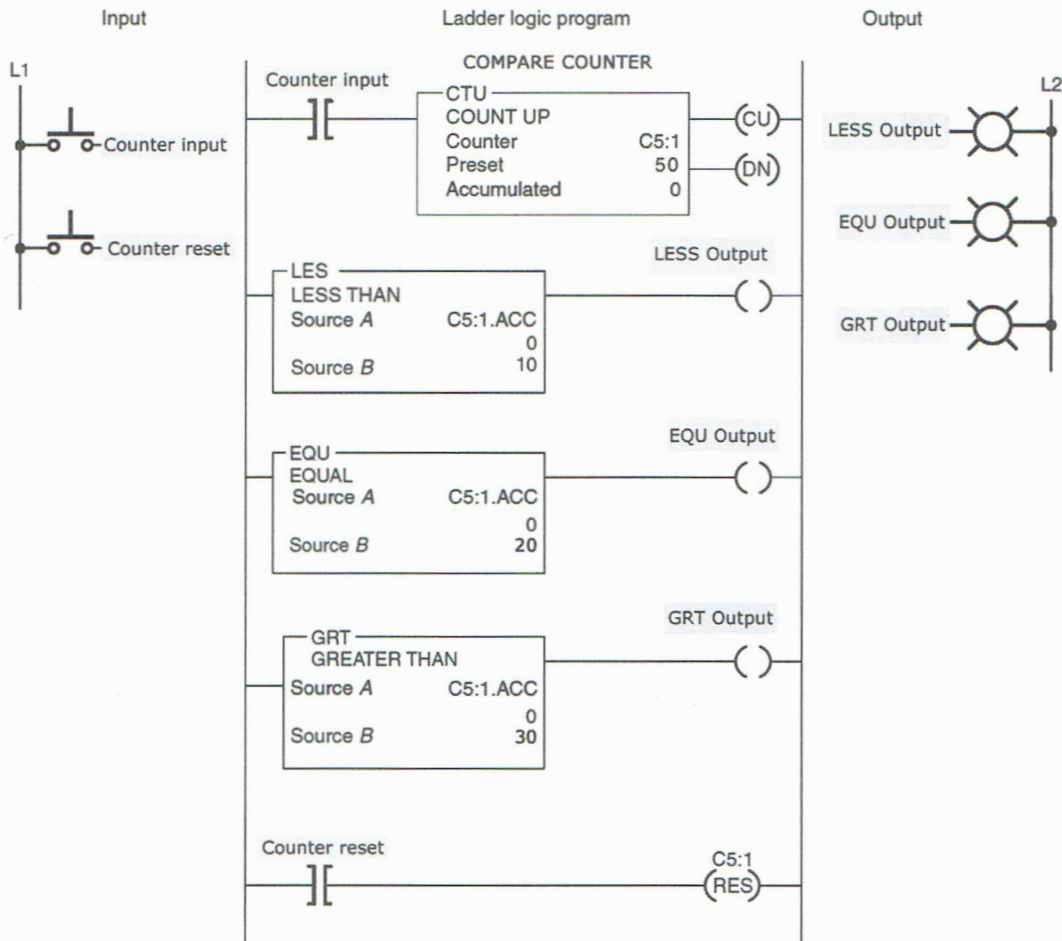 Input
Ladder logic program
Output
L1
Counter input
Counter reset
COMPARE COUNTER
Counter input
CTU
COUNT UP
Counter C5:1
Preset 50
Accumulated 0
CU
DN
LES
LESS THAN
Source A C5:1.ACC
0
Source B 10
LESS Output
EQU
EQUAL
Source A C5:1.ACC
0
Source B 20
EQU Output
GRT
GREATER THAN
Source A C5:1.ACC
0
Source B 30
GRT Output
Counter reset
C5:1
RES
L2
LESS Output
EQU Output
GRT Output